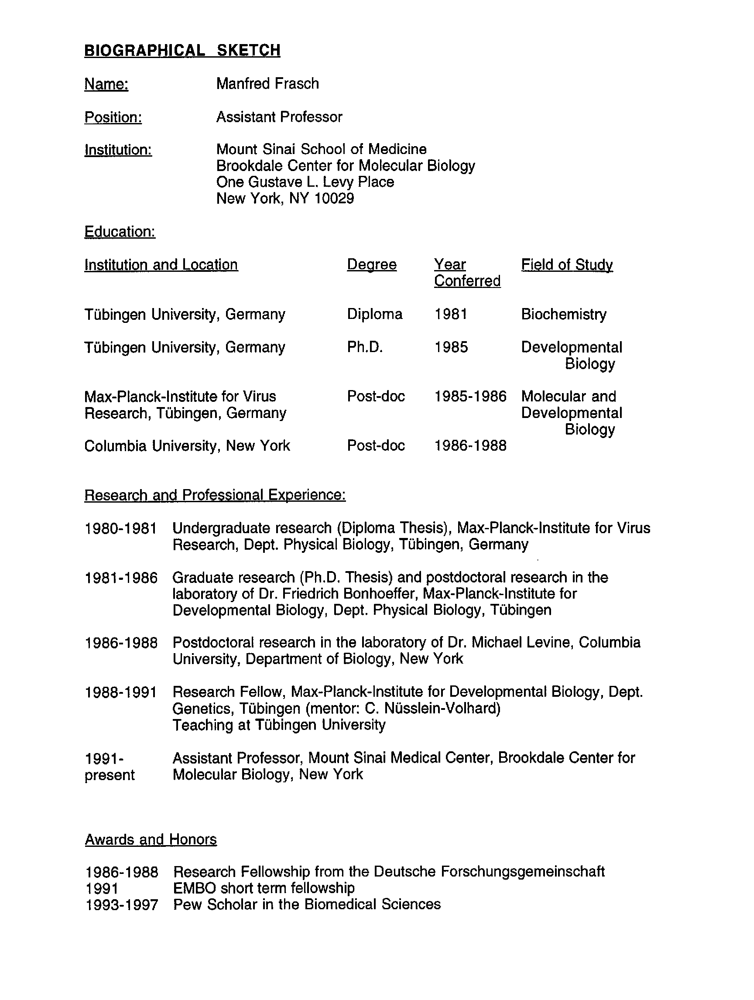 BIOGRAPHICAL SKETCH
Name: Manfred Frasch
Position: Assistant Professor
Institution: Mount Sinai School of Medicine
Brookdale Center for Molecular Biology
One Gustave L. Levy Place
New York, NY 10029
Education:
Institution and Location Degree Year Field of Study
Conferred
Tübingen University, Germany Diploma 1981 Biochemistry
Tübingen University, Germany Ph.D. 1985 Developmental
Biology
Max-Planck-Institute for Virus Post-doc 1985-1986 Molecular and
Research, Tübingen, Germany Developmental
Biology
Columbia University, New York Post-doc 1986-1988
Research and Professional Experience:
1980-1981 Undergraduate research (Diploma Thesis), Max-Planck-Institute for Virus
Research, Dept. Physical Biology, Tübingen, Germany
1981-1986 Graduate research (Ph.D. Thesis) and postdoctoral research in the
laboratory of Dr. Friedrich Bonhoeffer, Max-Planck-Institute for
Developmental Biology, Dept. Physical Biology, Tübingen
1986-1988 Postdoctoral research in the laboratory of Dr. Michael Levine, Columbia
University, Department of Biology, New York
1988-1991 Research Fellow, Max-Planck-Institute for Developmental Biology, Dept.
Genetics, Tübingen (mentor: C. Nüsslein-Volhard)
Teaching at Tübingen University
1991- Assistant Professor, Mount Sinai Medical Center, Brookdale Center for
present Molecular Biology, New York
Awards and Honors
1986-1988 Research Fellowship from the Deutsche Forschungsgemeinschaft
1991 EMBO short term fellowship
1993-1997 Pew Scholar in the Biomedical Sciences